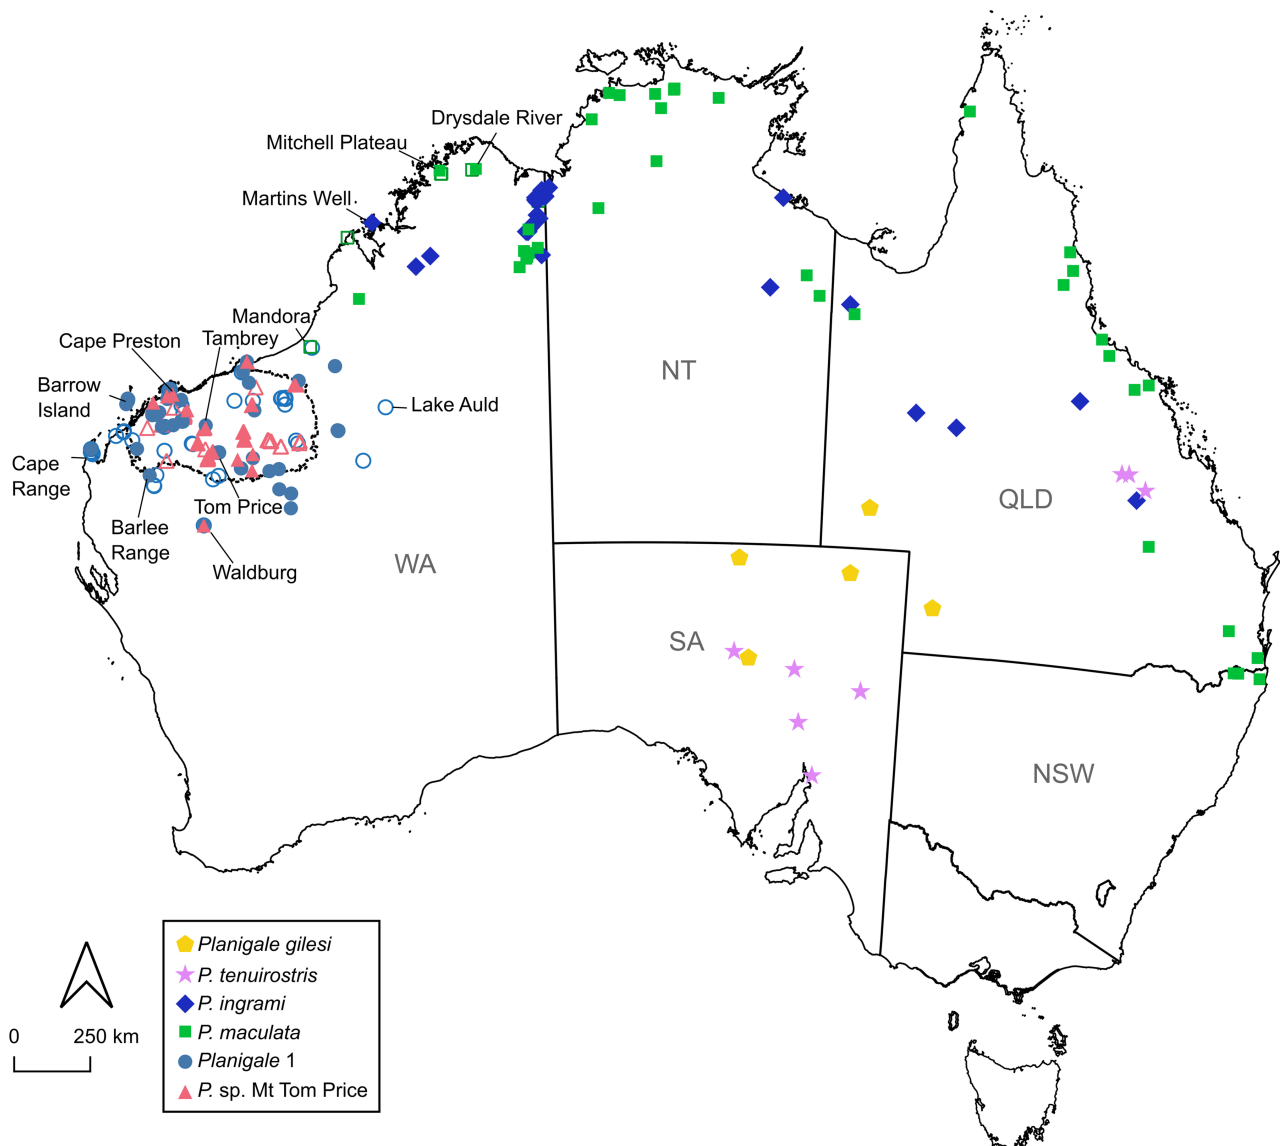 Drysdale River
Mitchell Plateau
Martins Well
Mandora
Tambrey
Cape Preston
Barrow
Island
Lake Auld
Cape
Range
Tom Price
Barlee
Range
Waldburg
WA
NT
QLD
SA
NSW
0 250 km
Planigale gilesi
P. tenuirostris
P. ingrami
P. maculata
Planigale 1
P. sp. Mt Tom Price